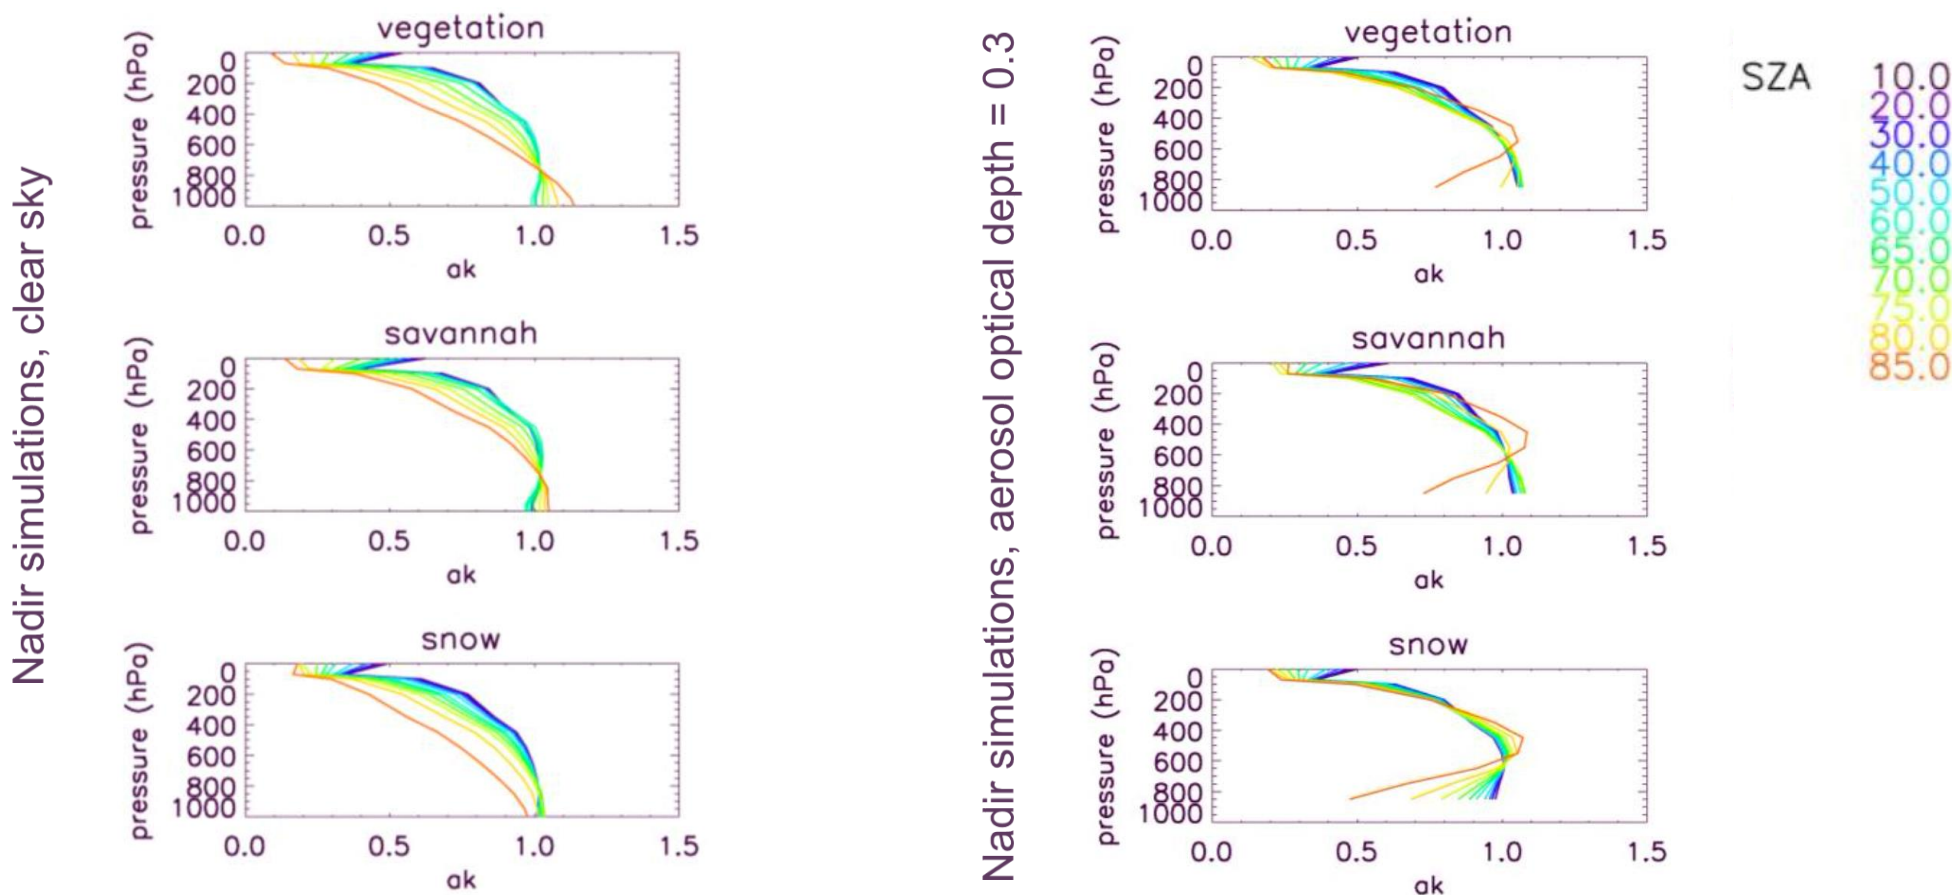 Nadir simulations, clear sky
vegetation
pressure (hPa)
0
200
400
600
800
1000
0.0 0.5 1.0 1.5
ak
savannah
pressure (hPa)
0
200
400
600
800
1000
0.0 0.5 1.0 1.5
ak
snow
pressure (hPa)
0
200
400
600
800
1000
0.0 0.5 1.0 1.5
ak
Nadir simulations, aerosol optical depth = 0.3
vegetation
pressure (hPa)
0
200
400
600
800
1000
0.0 0.5 1.0 1.5
ak
savannah
pressure (hPa)
0
200
400
600
800
1000
0.0 0.5 1.0 1.5
ak
snow
pressure (hPa)
0
200
400
600
800
1000
0.0 0.5 1.0 1.5
ak
SZA
10.0
20.0
30.0
40.0
50.0
60.0
65.0
70.0
75.0
80.0
85.0